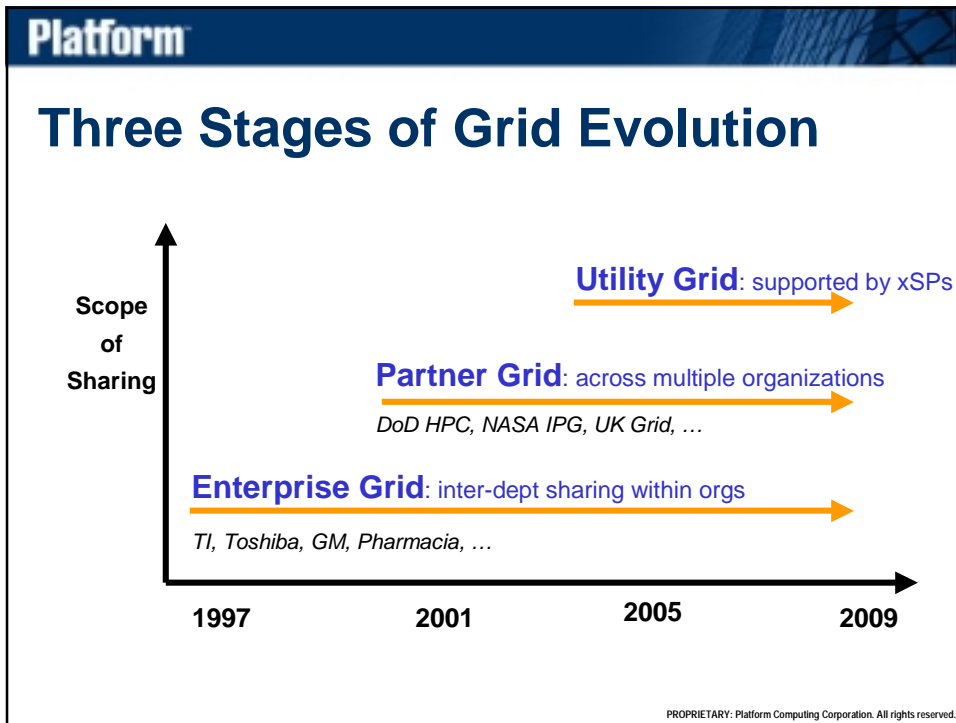 Platform
Three Stages of Grid Evolution
Scope
of
Sharing
Utility Grid: supported by xSPs
Partner Grid: across multiple organizations
DoD HPC, NASA IPG, UK Grid, …
Enterprise Grid: inter-dept sharing within orgs
TI, Toshiba, GM, Pharmacia, …
1997 2001 2005 2009
PROPRIETARY: Platform Computing Corporation. All rights reserved.